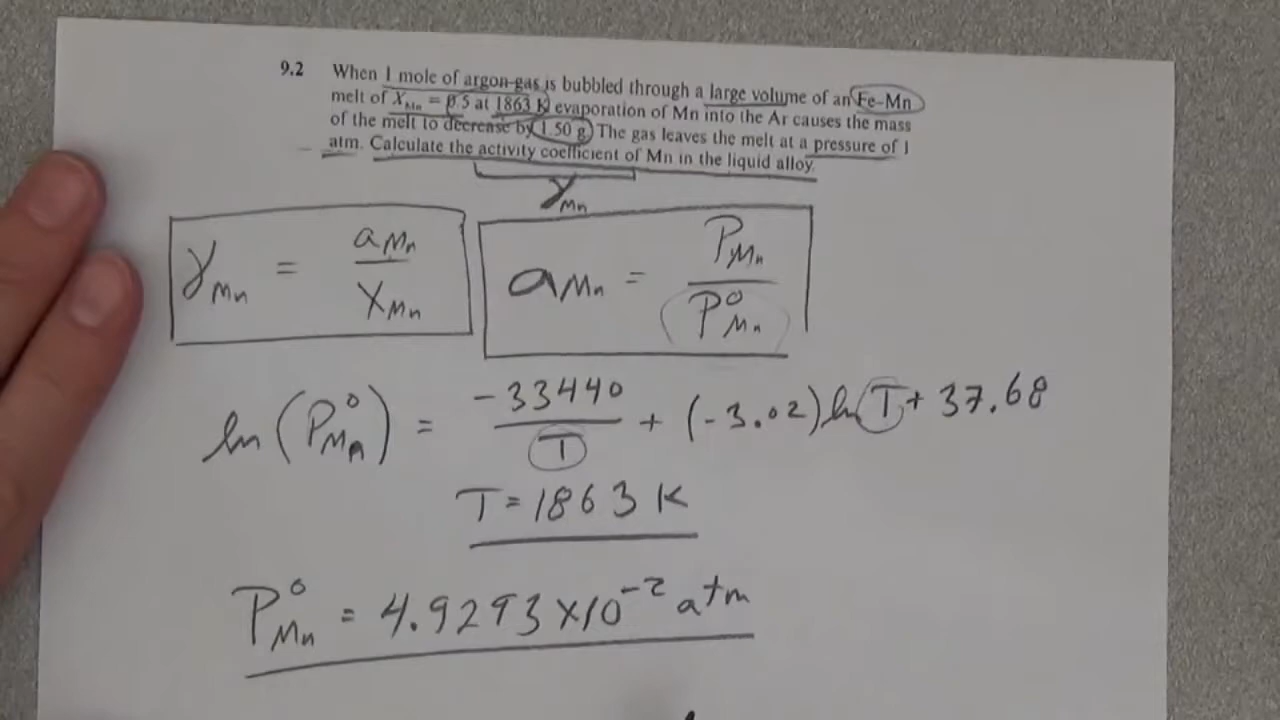 9.2 When 1 mole of argon gas is bubbled through a large volume of an Fe–Mn
melt of X_Mn = 0.5 at 1863 K evaporation of Mn into the Ar causes the mass
of the melt to decrease by 1.50 g. The gas leaves the melt at a pressure of 1
atm. Calculate the activity coefficient of Mn in the liquid alloy.
γ_Mn
γ_Mn = a_Mn / X_Mn
a_Mn = P_Mn / P°_Mn
ln (P°_Mn) = -33440 / T + (-3.02) ln T + 37.68
T = 1863 K
P°_Mn = 4.9293 x 10^-2 atm